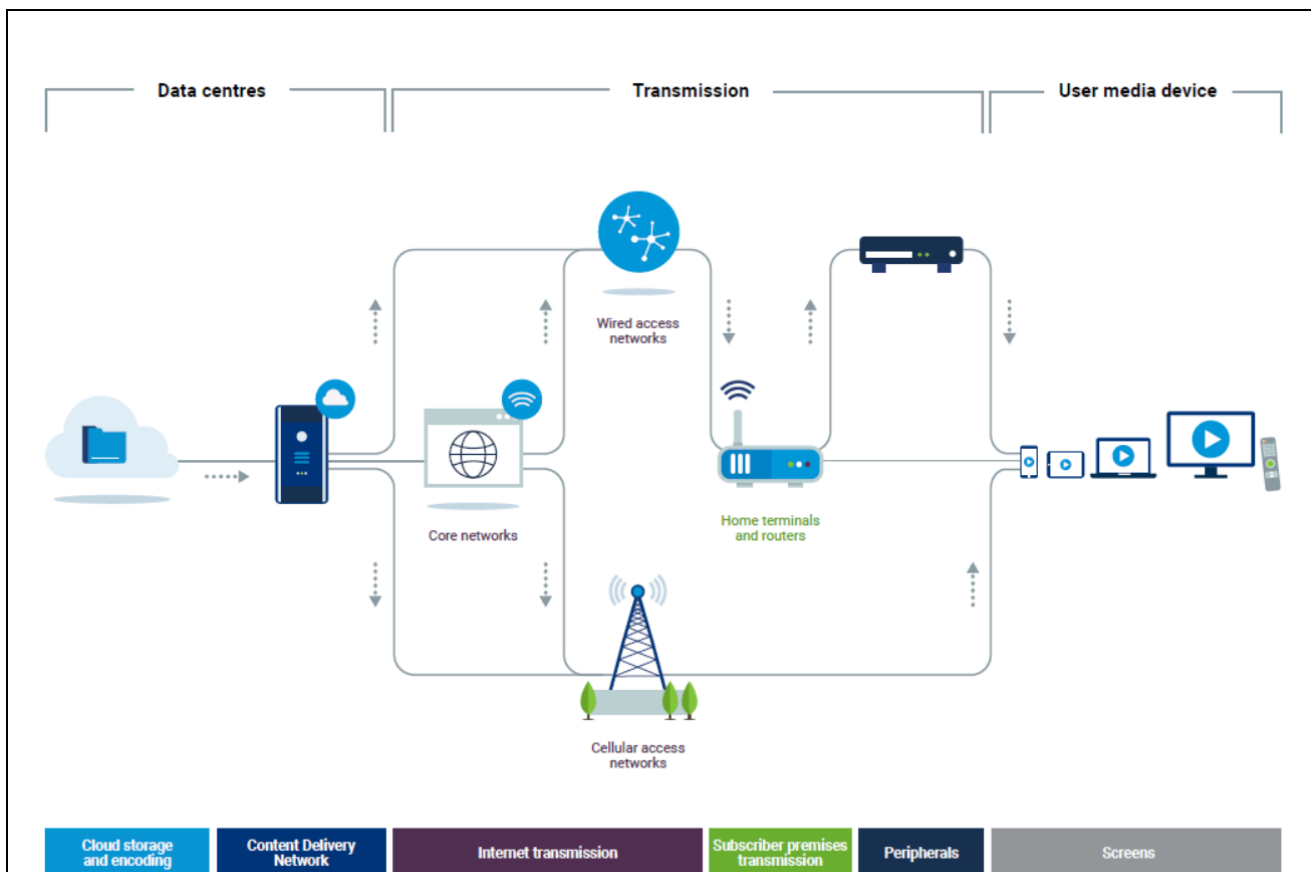 Data centres
Transmission
User media device
Wired access
networks
Core networks
Home terminals
and routers
Cellular access
networks
Cloud storage
and encoding
Content Delivery
Network
Internet transmission
Subscriber premises
transmission
Peripherals
Screens